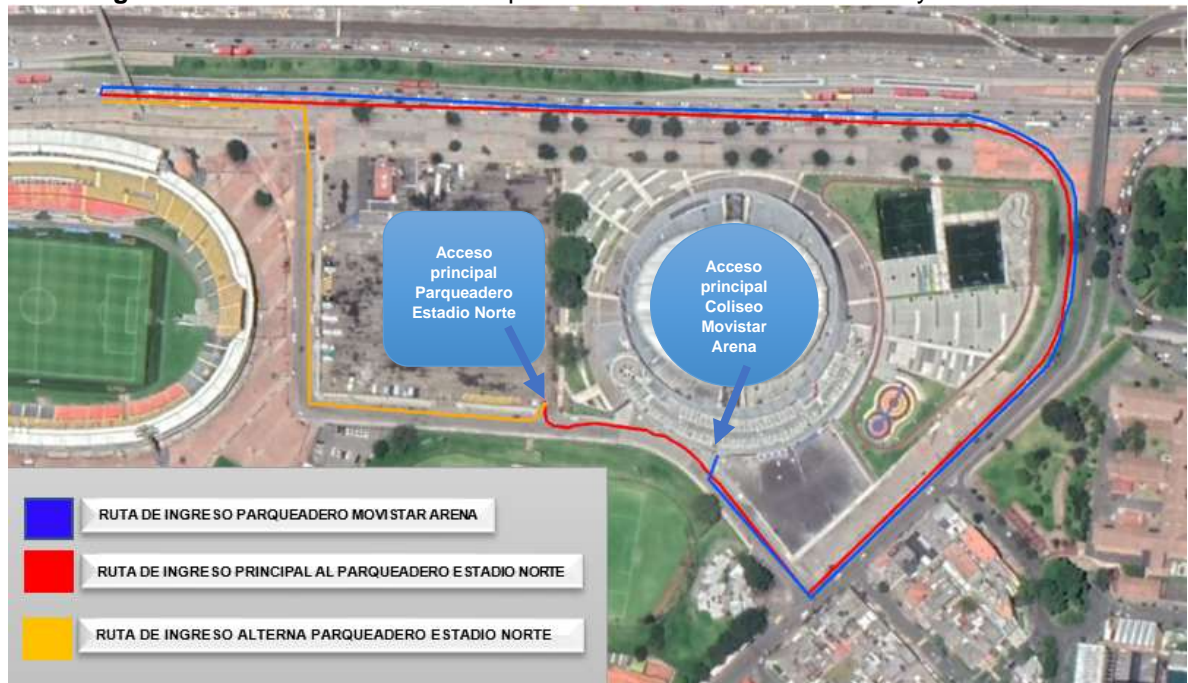 Acceso
principal
Parqueadero
Estadio Norte
Acceso
principal
Coliseo
Movistar
Arena
RUTA DE INGRESO PARQUEADERO MOVISTAR ARENA
RUTA DE INGRESO PRINCIPAL AL PARQUEADERO ESTADIO NORTE
RUTA DE INGRESO ALTERNA PARQUEADERO ESTADIO NORTE